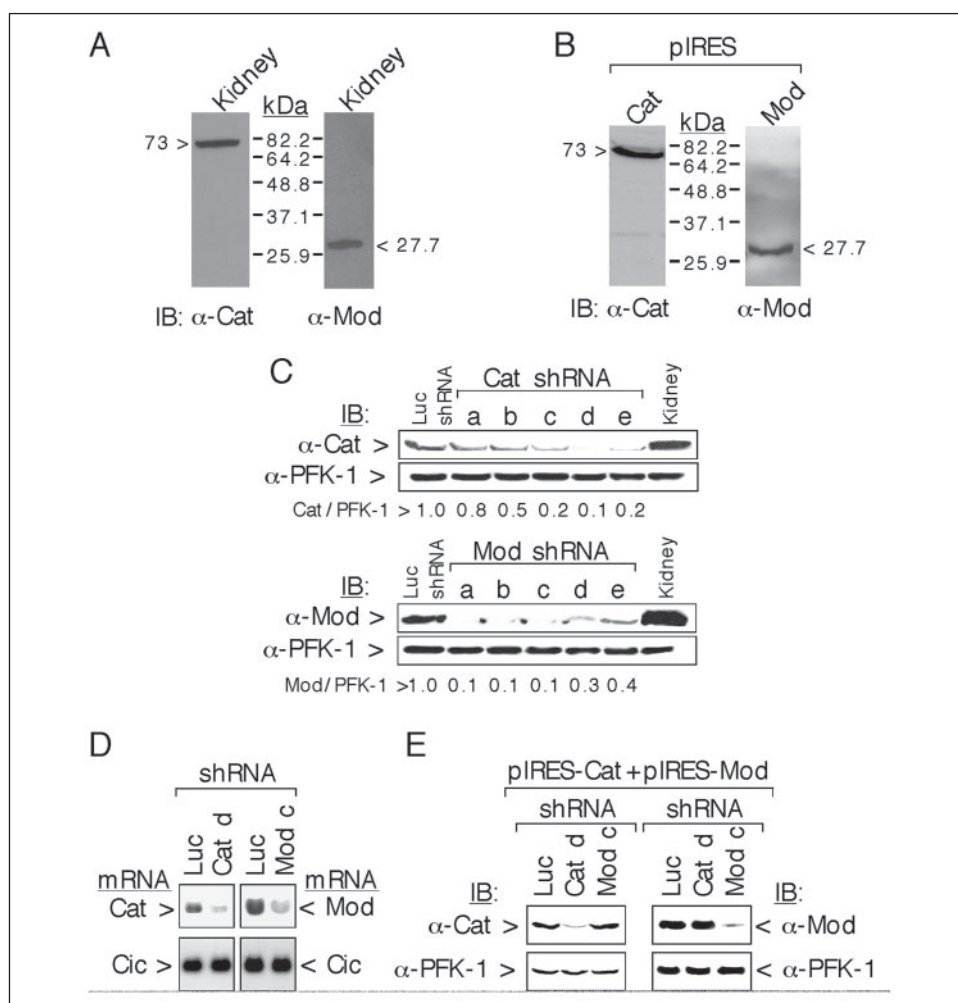 A
Kidney
Kidney
kDa
73 >
82.2
64.2
48.8
37.1
25.9
< 27.7
IB: α-Cat
α-Mod
B
pIRES
Cat
Mod
kDa
73 >
82.2
64.2
48.8
37.1
25.9
< 27.7
IB: α-Cat
α-Mod
C
Luc shRNA
Cat shRNA
Kidney
IB:
a b c d e
α-Cat >
α-PFK-1 >
Cat / PFK-1 > 1.0 0.8 0.5 0.2 0.1 0.2
Luc shRNA
Mod shRNA
Kidney
IB:
a b c d e
α-Mod >
α-PFK-1 >
Mod/ PFK-1 >1.0 0.1 0.1 0.1 0.3 0.4
D
shRNA
Luc
Cat d
Luc
Mod c
mRNA
mRNA
Cat >
< Mod
Cic >
< Cic
E
pIRES-Cat+pIRES-Mod
shRNA
shRNA
Luc
Cat d
Mod c
Luc
Cat d
Mod c
IB:
IB:
α-Cat >
< α-Mod
α-PFK-1 >
< α-PFK-1